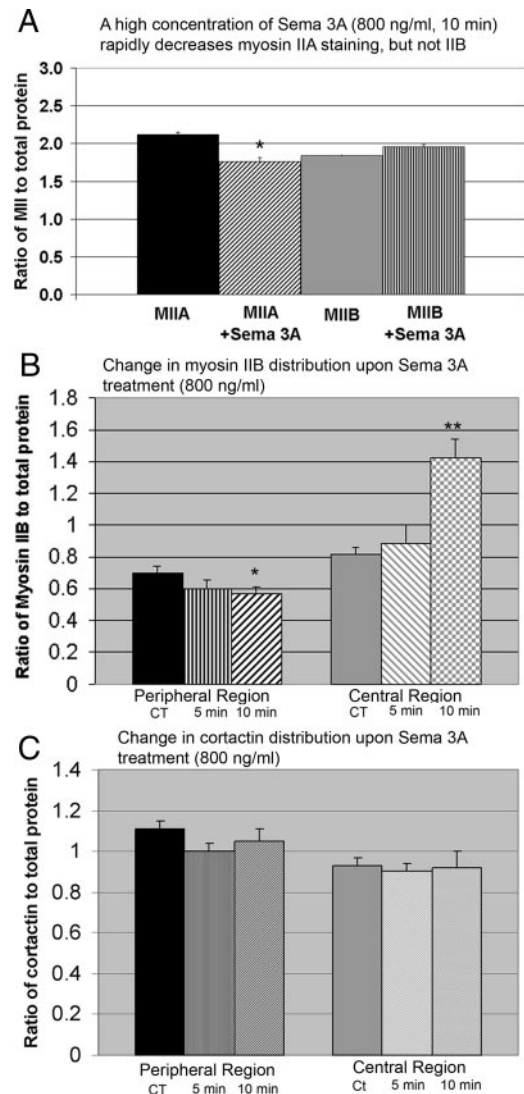 A
A high concentration of Sema 3A (800 ng/ml, 10 min)
rapidly decreases myosin IIA staining, but not IIB
Ratio of MII to total protein
3.0
2.5
2.0
1.5
1.0
0.5
0.0
*
MIIA
MIIA
+Sema 3A
MIIB
MIIB
+Sema 3A
B
Change in myosin IIB distribution upon Sema 3A
treatment (800 ng/ml)
Ratio of Myosin IIB to total protein
1.8
1.6
1.4
1.2
1
0.8
0.6
0.4
0.2
0
*
**
Peripheral Region
CT 5 min 10 min
Central Region
CT 5 min 10 min
C
Change in cortactin distribution upon Sema 3A
treatment (800 ng/ml)
Ratio of cortactin to total protein
1.4
1.2
1
0.8
0.6
0.4
0.2
0
Peripheral Region
CT 5 min 10 min
Central Region
Ct 5 min 10 min